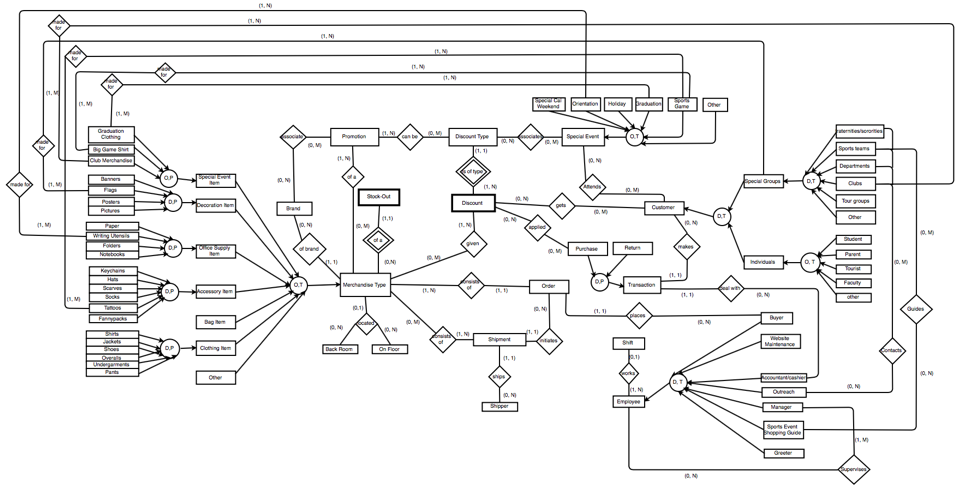 (1, N)
made
for
(1, N)
(1, N)
made
for
made
for
(1, N)
made
for
(1, N)
(1, M)
(1, M)
Special Car
Weekend
Orientation
Holiday
Graduation
Sports
Game
Other
Graduation
Clothing
Big Game Shirt
Club Merchandise
(1, M)
made
for
associate
(0, M)
Promotion
(1, N)
can be
(0, M)
Discount Type
(0, N)
associate
(0, M)
Special Event
O,T
fraternities/sororities
Sports teams
Departments
Clubs
Tour groups
Other
(1, 1)
made for
(1, M)
Banners
Flags
Posters
Pictures
O,P
D,P
Special Event
Item
Decoration Item
(1, N)
of a
is of type
(0, N)
Attends
(0, M)
Special Groups
D,T
(0, N)
Stock-Out
(1, N)
Discount
(0, N)
gets
(0, M)
Customer
D,T
Brand
(1,1)
(0, N)
applied
Paper
Writing Utensils
Folders
Notebooks
D,P
Office Supply
Item
(0, M)
of a
(1, N)
given
(0, M)
Purchase
Return
makes
Student
Parent
Tourist
Faculty
other
(0, M)
(1, M)
of brand
(1, 1)
(0,N)
(0, M)
Individuals
O, T
(0, M)
Keychains
Hats
Scarves
Socks
Tattoos
Fannypacks
D,P
Accessory Item
O,T
Merchandise Type
(1, N)
consists
of
(1, 1)
Order
D,P
Transaction
(1, 1)
(1, 1)
deal with
(0, N)
(1, M)
Bag Item
(0,1)
(0, N)
located
(0, N)
(0, M)
(0, N)
(1, 1)
places
(0, N)
Buyer
Guides
Shirts
Jackets
Shoes
Oversits
Undergarments
Pants
D,P
Clothing Item
Back Room
On Floor
consists
of
(1, N)
Shipment
(1, 1)
initiates
Shift
Website
Maintenance
Contacts
Other
(1, 1)
ships
(0,1)
works
(1, N)
D, T
Accountant/cashier
Outreach
(0, N)
(0, N)
(0, N)
Shipper
Employee
Manager
Sports Event
Shopping Guide
(1, M)
Greeter
(0, N)
Supervises